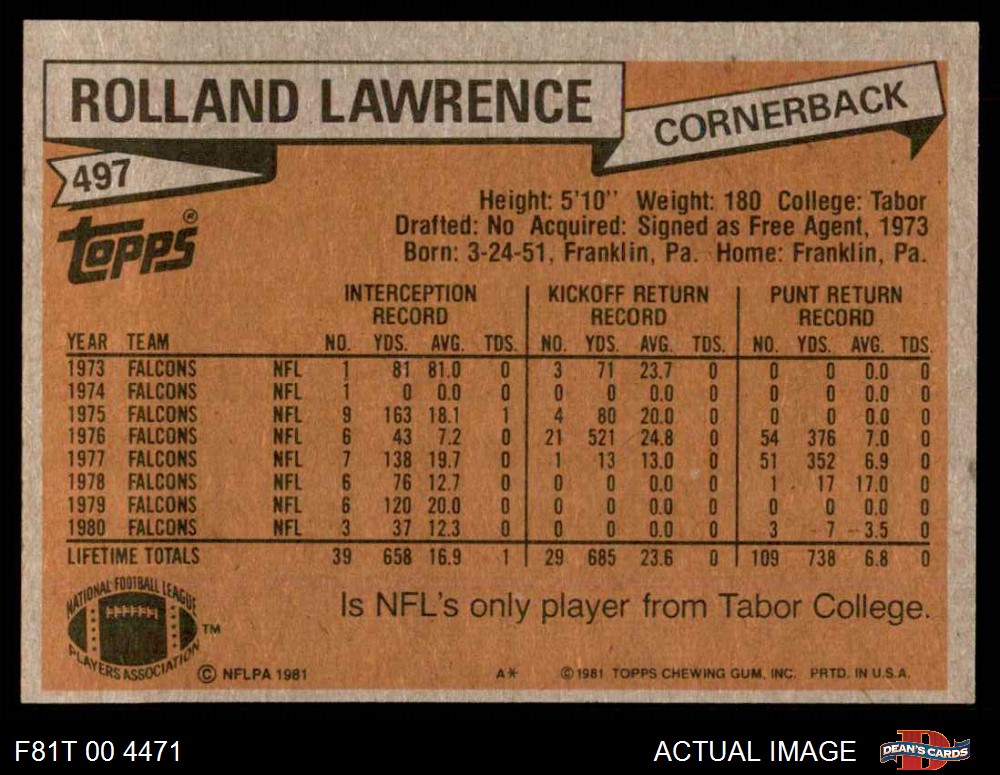 ROLLAND LAWRENCE
CORNERBACK
497
TOPPS®
Height: 5'10'' Weight: 180 College: Tabor
Drafted: No Acquired: Signed as Free Agent, 1973
Born: 3-24-51, Franklin, Pa. Home: Franklin, Pa.
INTERCEPTION RECORD KICKOFF RETURN RECORD PUNT RETURN RECORD
YEAR TEAM NO. YDS. AVG. TDS. NO. YDS. AVG. TDS. NO. YDS. AVG. TDS.
1973 FALCONS NFL 1 81 81.0 0 3 71 23.7 0 0 0 0.0 0
1974 FALCONS NFL 1 0 0.0 0 0 0 0.0 0 0 0 0.0 0
1975 FALCONS NFL 9 163 18.1 1 4 80 20.0 0 0 0 0.0 0
1976 FALCONS NFL 6 43 7.2 0 21 521 24.8 0 54 376 7.0 0
1977 FALCONS NFL 7 138 19.7 0 1 13 13.0 0 51 352 6.9 0
1978 FALCONS NFL 6 76 12.7 0 0 0 0.0 0 1 17 17.0 0
1979 FALCONS NFL 6 120 20.0 0 0 0 0.0 0 0 0 0.0 0
1980 FALCONS NFL 3 37 12.3 0 0 0 0.0 0 3 -7 -3.5 0
LIFETIME TOTALS 39 658 16.9 1 29 685 23.6 0 109 738 6.8 0
Is NFL's only player from Tabor College.
NATIONAL FOOTBALL LEAGUE
PLAYERS ASSOCIATION TM
© NFLPA 1981 A* ©1981 TOPPS CHEWING GUM, INC. PRTD. IN U.S.A.
F81T 00 4471 ACTUAL IMAGE DEAN'S CARDS